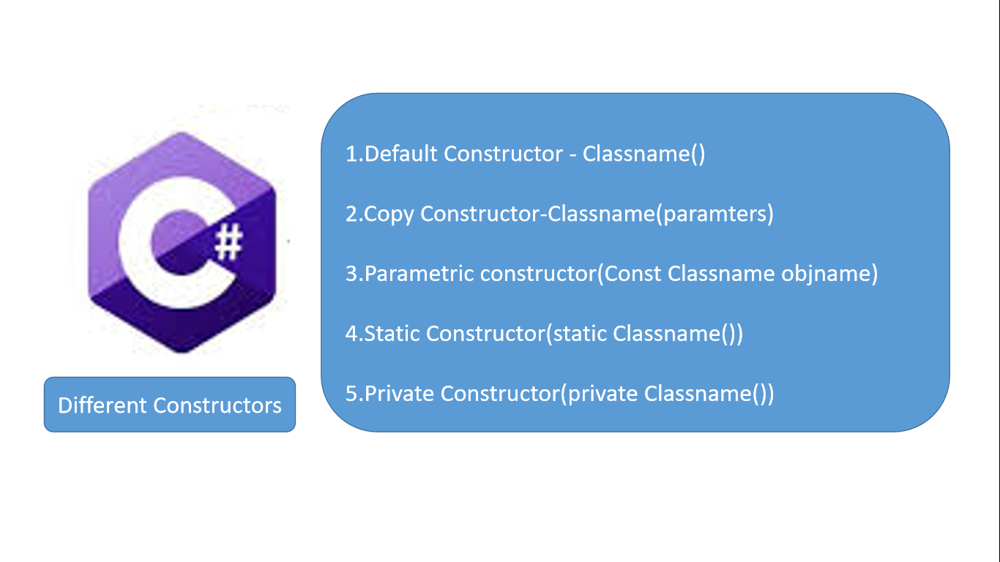 C#
Different Constructors
1.Default Constructor - Classname()
2.Copy Constructor-Classname(paramters)
3.Parametric constructor(Const Classname objname)
4.Static Constructor(static Classname())
5.Private Constructor(private Classname())